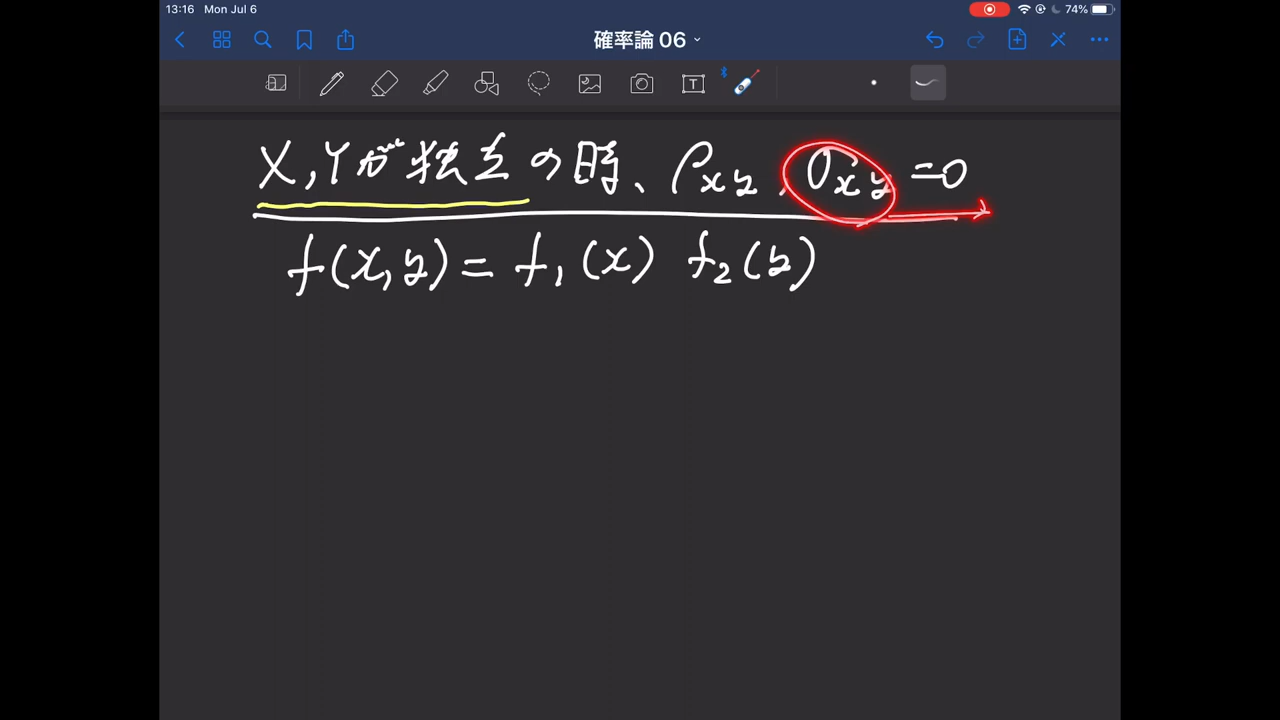 13:16 Mon Jul 6 74%
確率論 06
X,Yが独立の時、ρxy, σxy=0
f(x,y)=f₁(x) f₂(y)